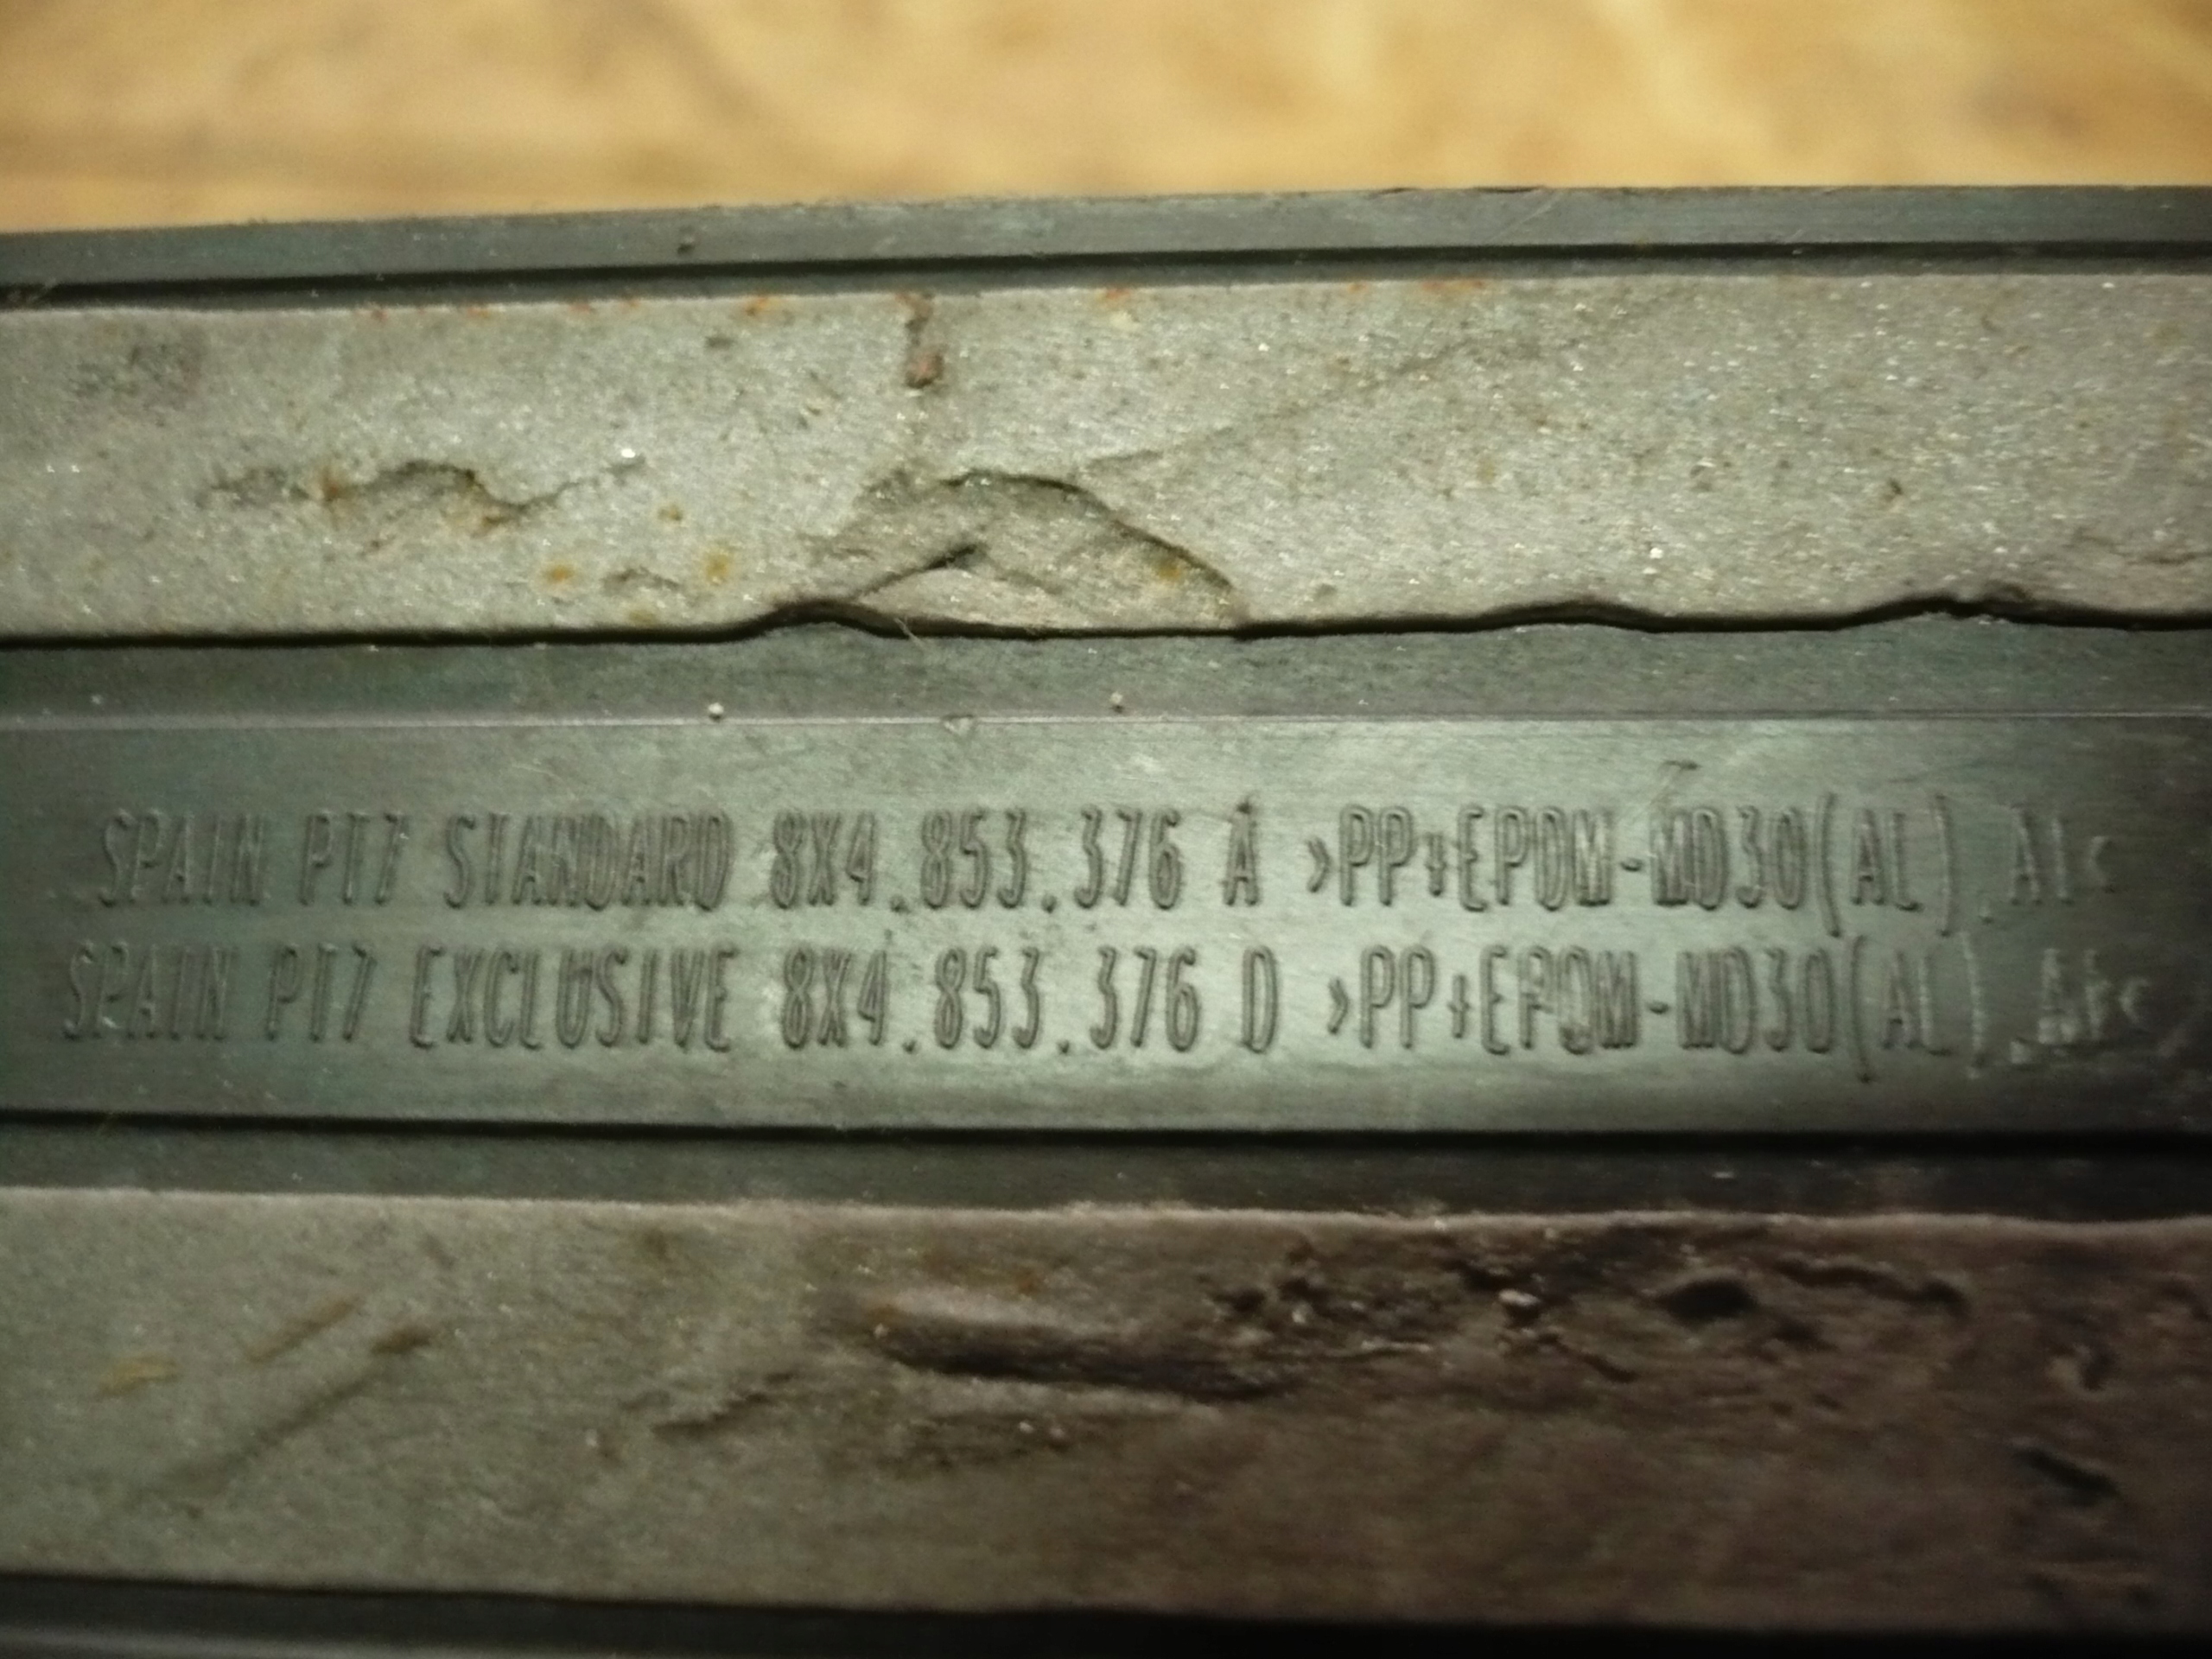 SPAIN PT7 STANDARD 8X4.853.376 A >PP+EPDM-MD30(AL).
SPAIN PT7 EXCLUSIVE 8X4.853.376 D >PP+EPDM-MD30(AL).